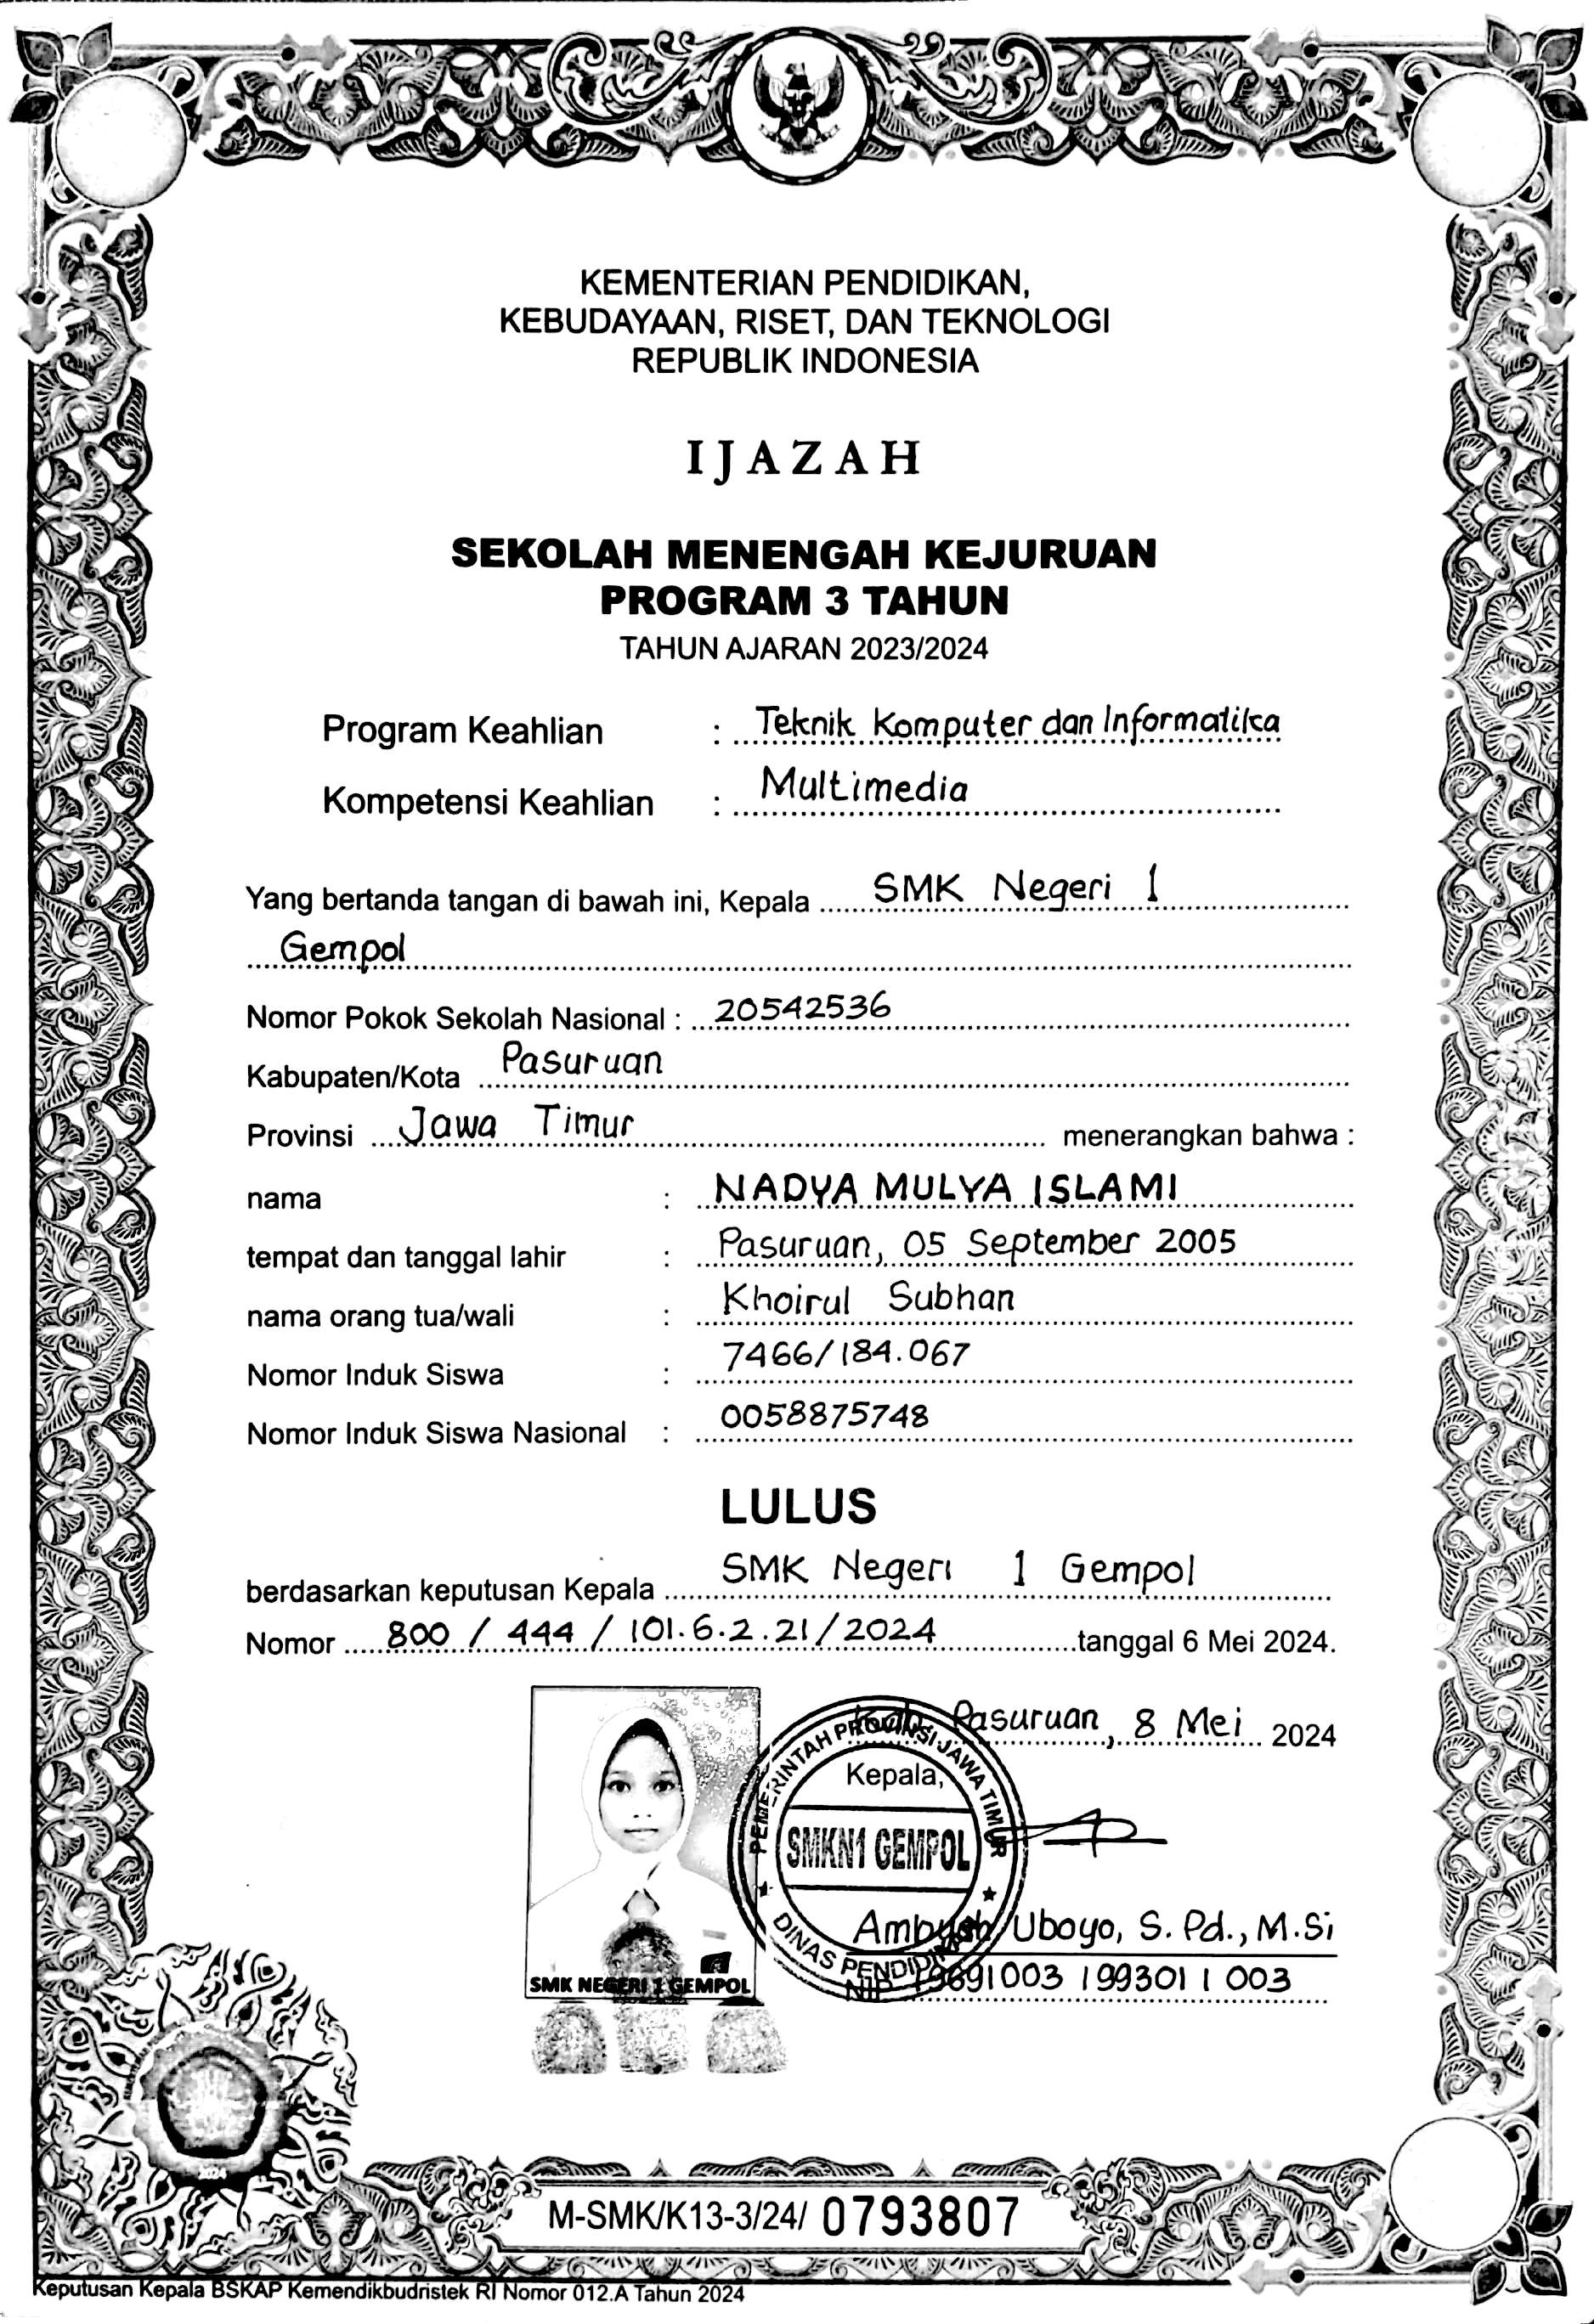 KEMENTERIAN PENDIDIKAN,
KEBUDAYAAN, RISET, DAN TEKNOLOGI
REPUBLIK INDONESIA
IJAZAH
SEKOLAH MENENGAH KEJURUAN
PROGRAM 3 TAHUN
TAHUN AJARAN 2023/2024
Program Keahlian : Teknik Komputer dan Informatika
Kompetensi Keahlian : Multimedia
Yang bertanda tangan di bawah ini, Kepala SMK Negeri 1
Gempol
Nomor Pokok Sekolah Nasional : 20542536
Kabupaten/Kota Pasuruan
Provinsi Jawa Timur menerangkan bahwa :
nama : NADYA MULYA ISLAMI
tempat dan tanggal lahir : Pasuruan, 05 September 2005
nama orang tua/wali : Khoirul Subhan
Nomor Induk Siswa : 7466/184.067
Nomor Induk Siswa Nasional : 0058875748
LULUS
berdasarkan keputusan Kepala SMK Negeri 1 Gempol
Nomor 800 / 444 / 101.6.2.21/2024 tanggal 6 Mei 2024.
Kab. Pasuruan, 8 Mei 2024
Kepala,
PEMERINTAH PROVINSI JAWA TIMUR
SMKN1 GEMPOL
DINAS PENDIDIKAN
Uboyo, S. Pd., M.Si
NIP 19691003 199301 1 003
SMK NEGERI 1 GEMPOL
2024
M-SMK/K13-3/24/ 0793807
Keputusan Kepala BSKAP Kemendikbudristek RI Nomor 012.A Tahun 2024